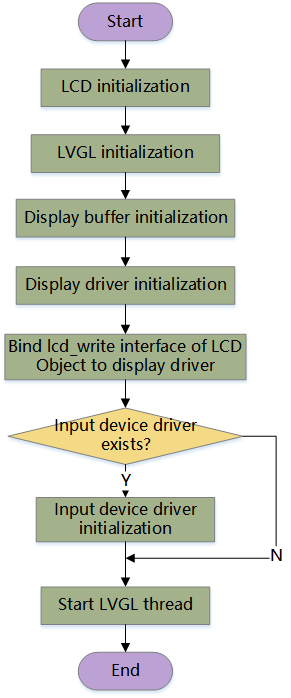 Start
LCD initialization
LVGL initialization
Display buffer initialization
Display driver initialization
Bind lcd_write interface of LCD
Object to display driver
Input device driver
exists?
Y
Input device driver
initialization
N
Start LVGL thread
End